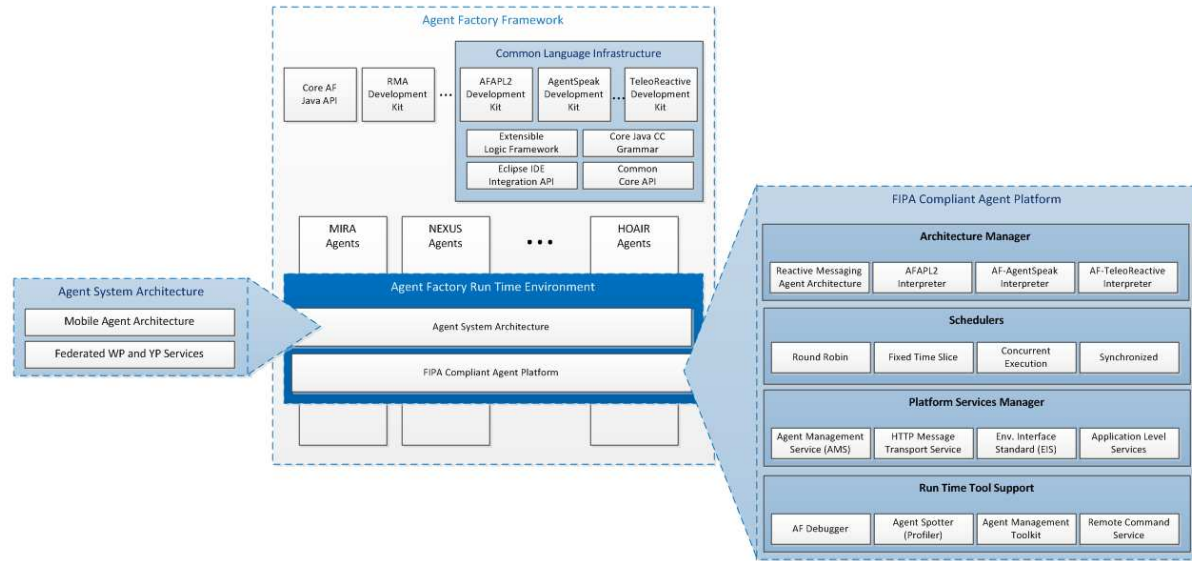 Agent Factory Framework
Common Language Infrastructure
Core AF
Java API
RMA
Development
Kit
...
AFAPL2
Development
Kit
AgentSpeak
Development
Kit
...
TeleoReactive
Development
Kit
Extensible
Logic Framework
Core Java CC
Grammar
Eclipse IDE
Integration API
Common
Core API
MIRA
Agents
NEXUS
Agents
...
HOAIR
Agents
Agent Factory Run Time Environment
Agent System Architecture
FIPA Compliant Agent Platform
Agent System Architecture
Mobile Agent Architecture
Federated WP and YP Services
FIPA Compliant Agent Platform
Architecture Manager
Reactive Messaging
Agent Architecture
AFAPL2
Interpreter
AF-AgentSpeak
Interpreter
AF-TeleoReactive
Interpreter
Schedulers
Round Robin
Fixed Time Slice
Concurrent
Execution
Synchronized
Platform Services Manager
Agent Management
Service (AMS)
HTTP Message
Transport Service
Env. Interface
Standard (EIS)
Application Level
Services
Run Time Tool Support
AF Debugger
Agent Spotter
(Profiler)
Agent Management
Toolkit
Remote Command
Service